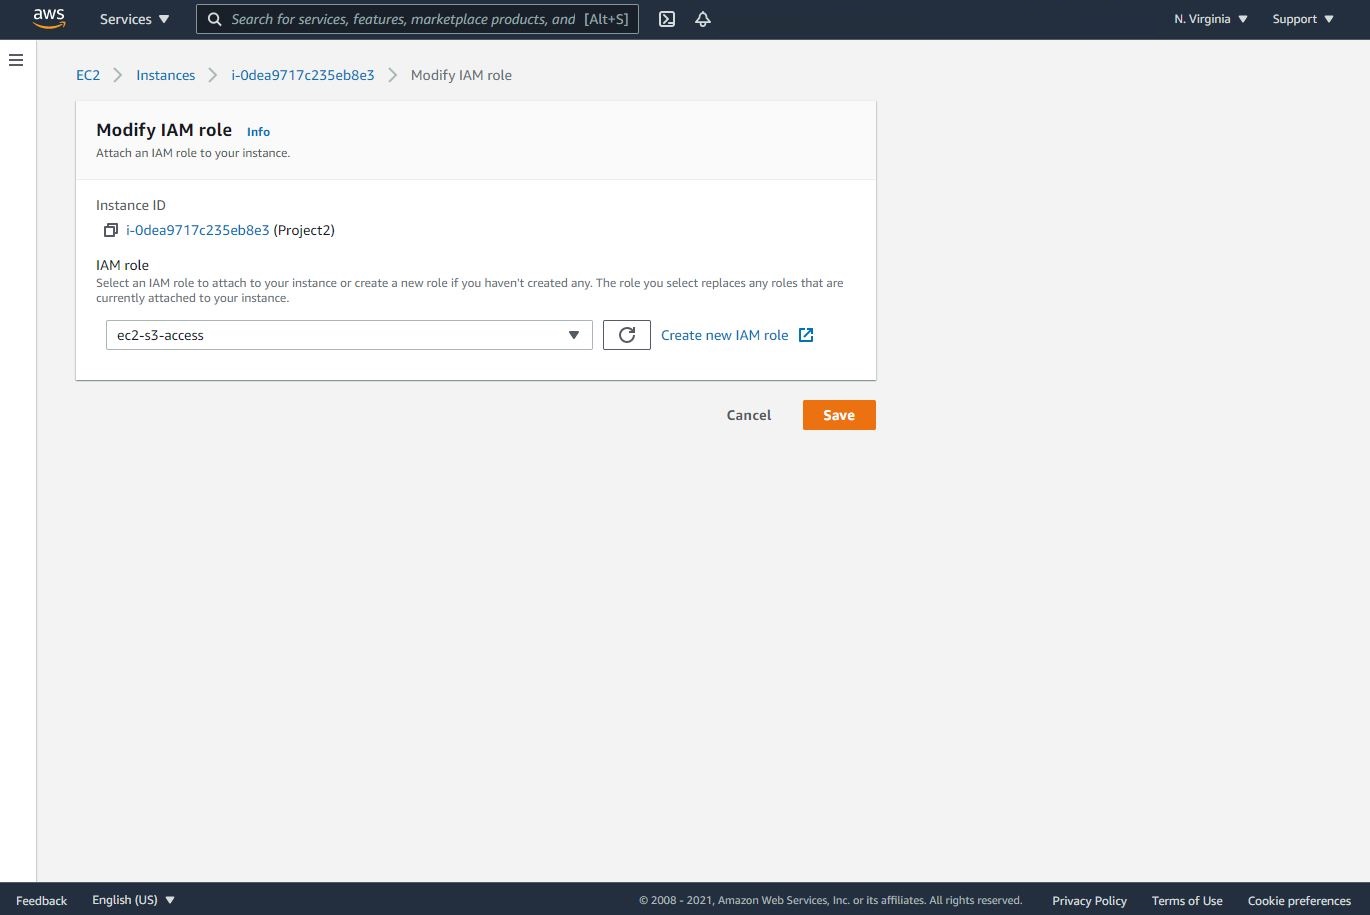 aws
Services
Search for services, features, marketplace products, and [Alt+S]
N. Virginia
Support
EC2 Instances i-0dea9717c235eb8e3 Modify IAM role
Modify IAM role Info
Attach an IAM role to your instance.
Instance ID
i-0dea9717c235eb8e3 (Project2)
IAM role
Select an IAM role to attach to your instance or create a new role if you haven't created any. The role you select replaces any roles that are
currently attached to your instance.
ec2-s3-access
Create new IAM role
Cancel
Save
Feedback
English (US)
© 2008 - 2021, Amazon Web Services, Inc. or its affiliates. All rights reserved.
Privacy Policy
Terms of Use
Cookie preferences